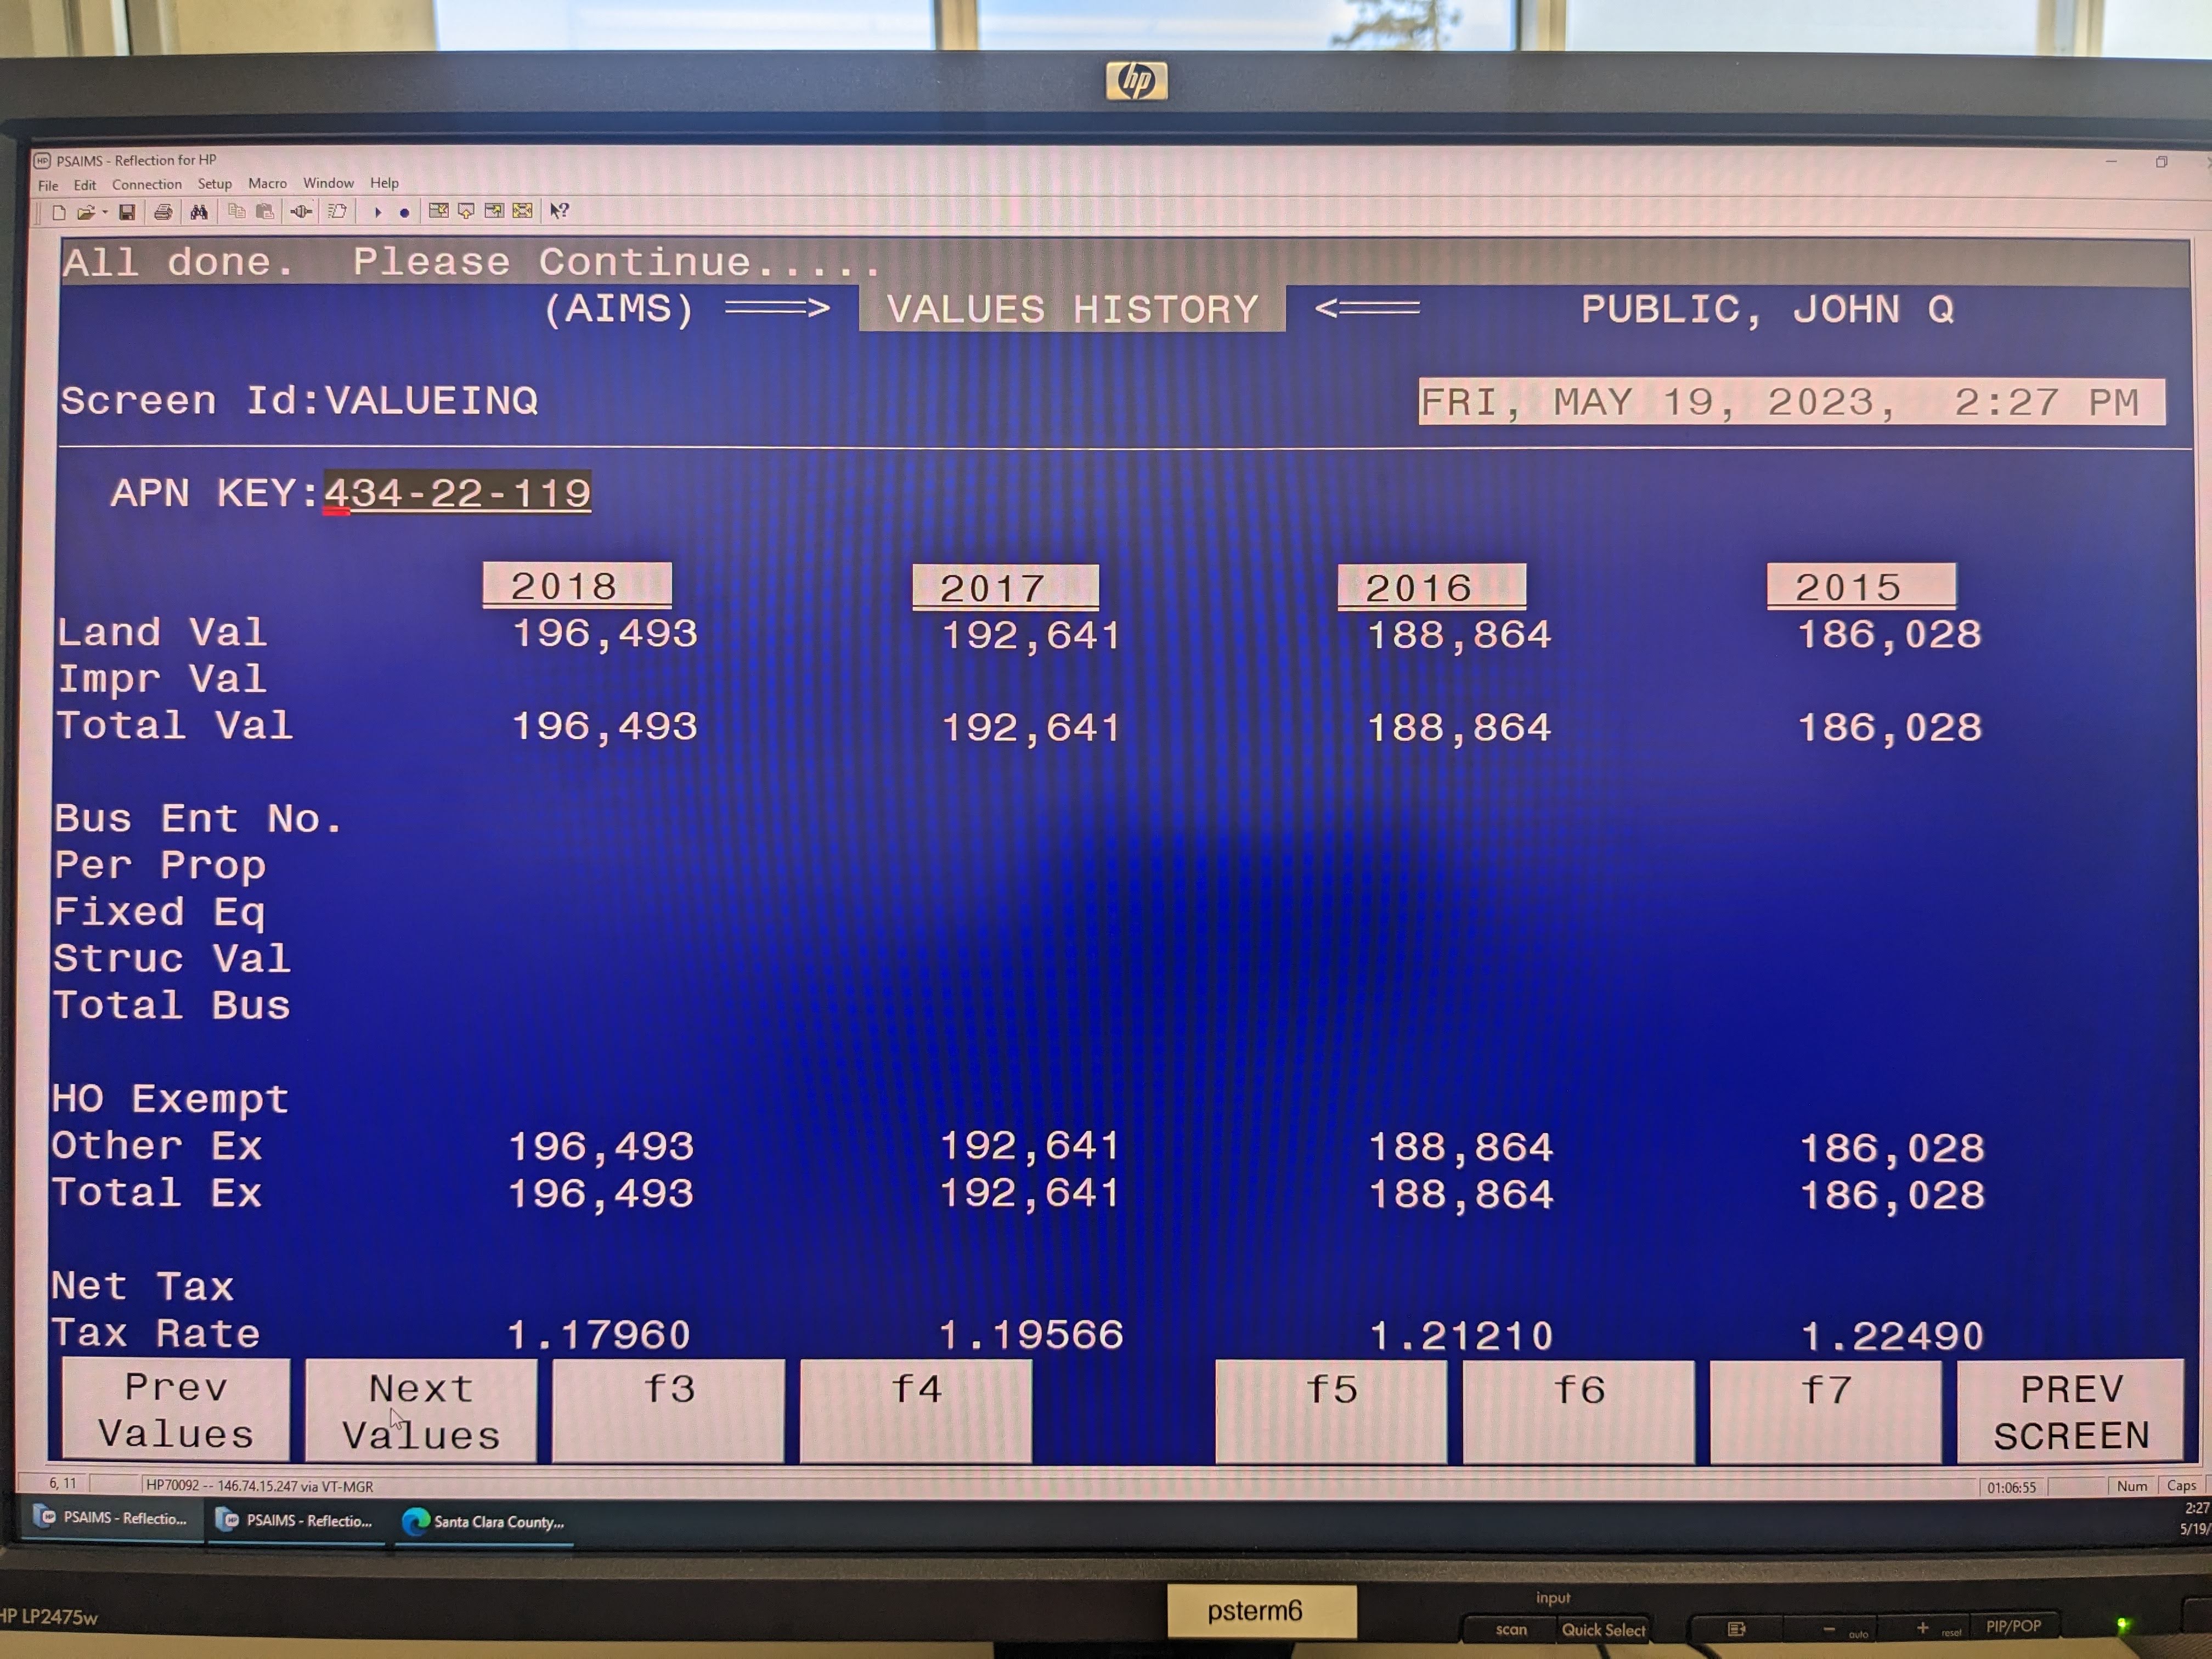 hp
PSAIMS - Reflection for HP
File Edit Connection Setup Macro Window Help
All done. Please Continue.....
(AIMS) ===> VALUES HISTORY <=== PUBLIC, JOHN Q
Screen Id:VALUEINQ FRI, MAY 19, 2023, 2:27 PM
APN KEY:434-22-119
2018 2017 2016 2015
Land Val 196,493 192,641 188,864 186,028
Impr Val
Total Val 196,493 192,641 188,864 186,028
Bus Ent No.
Per Prop
Fixed Eq
Struc Val
Total Bus
HO Exempt
Other Ex 196,493 192,641 188,864 186,028
Total Ex 196,493 192,641 188,864 186,028
Net Tax
Tax Rate 1.17960 1.19566 1.21210 1.22490
Prev Next f3 f4 f5 f6 f7 PREV
Values Values SCREEN
6, 11 HP70092 -- 146.74.15.247 via VT-MGR 01:06:55 Num Caps
PSAIMS - Reflectio... PSAIMS - Reflectio... Santa Clara County... 2:27
5/19/
HP LP2475w
psterm6
input
scan Quick Select - auto + reset PIP/POP